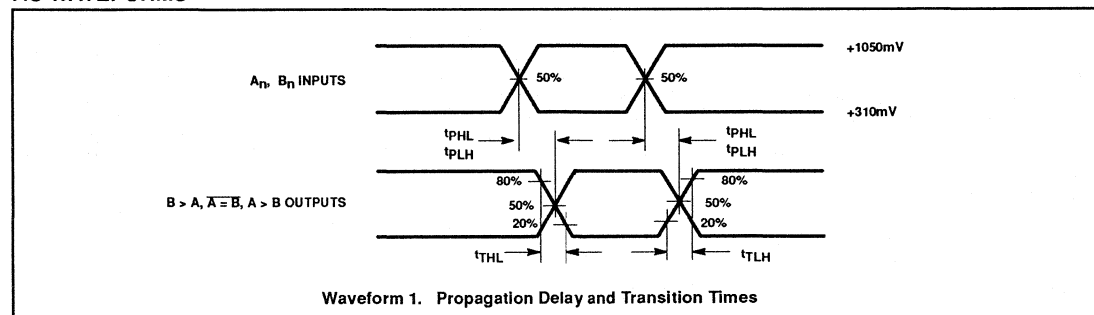 +1050mV
An, Bn INPUTS
50%
50%
+310mV
tPHL
tPLH
tPHL
tPLH
80%
80%
B > A, A = B, A > B OUTPUTS
50%
50%
20%
20%
tTHL
tTLH
Waveform 1. Propagation Delay and Transition Times